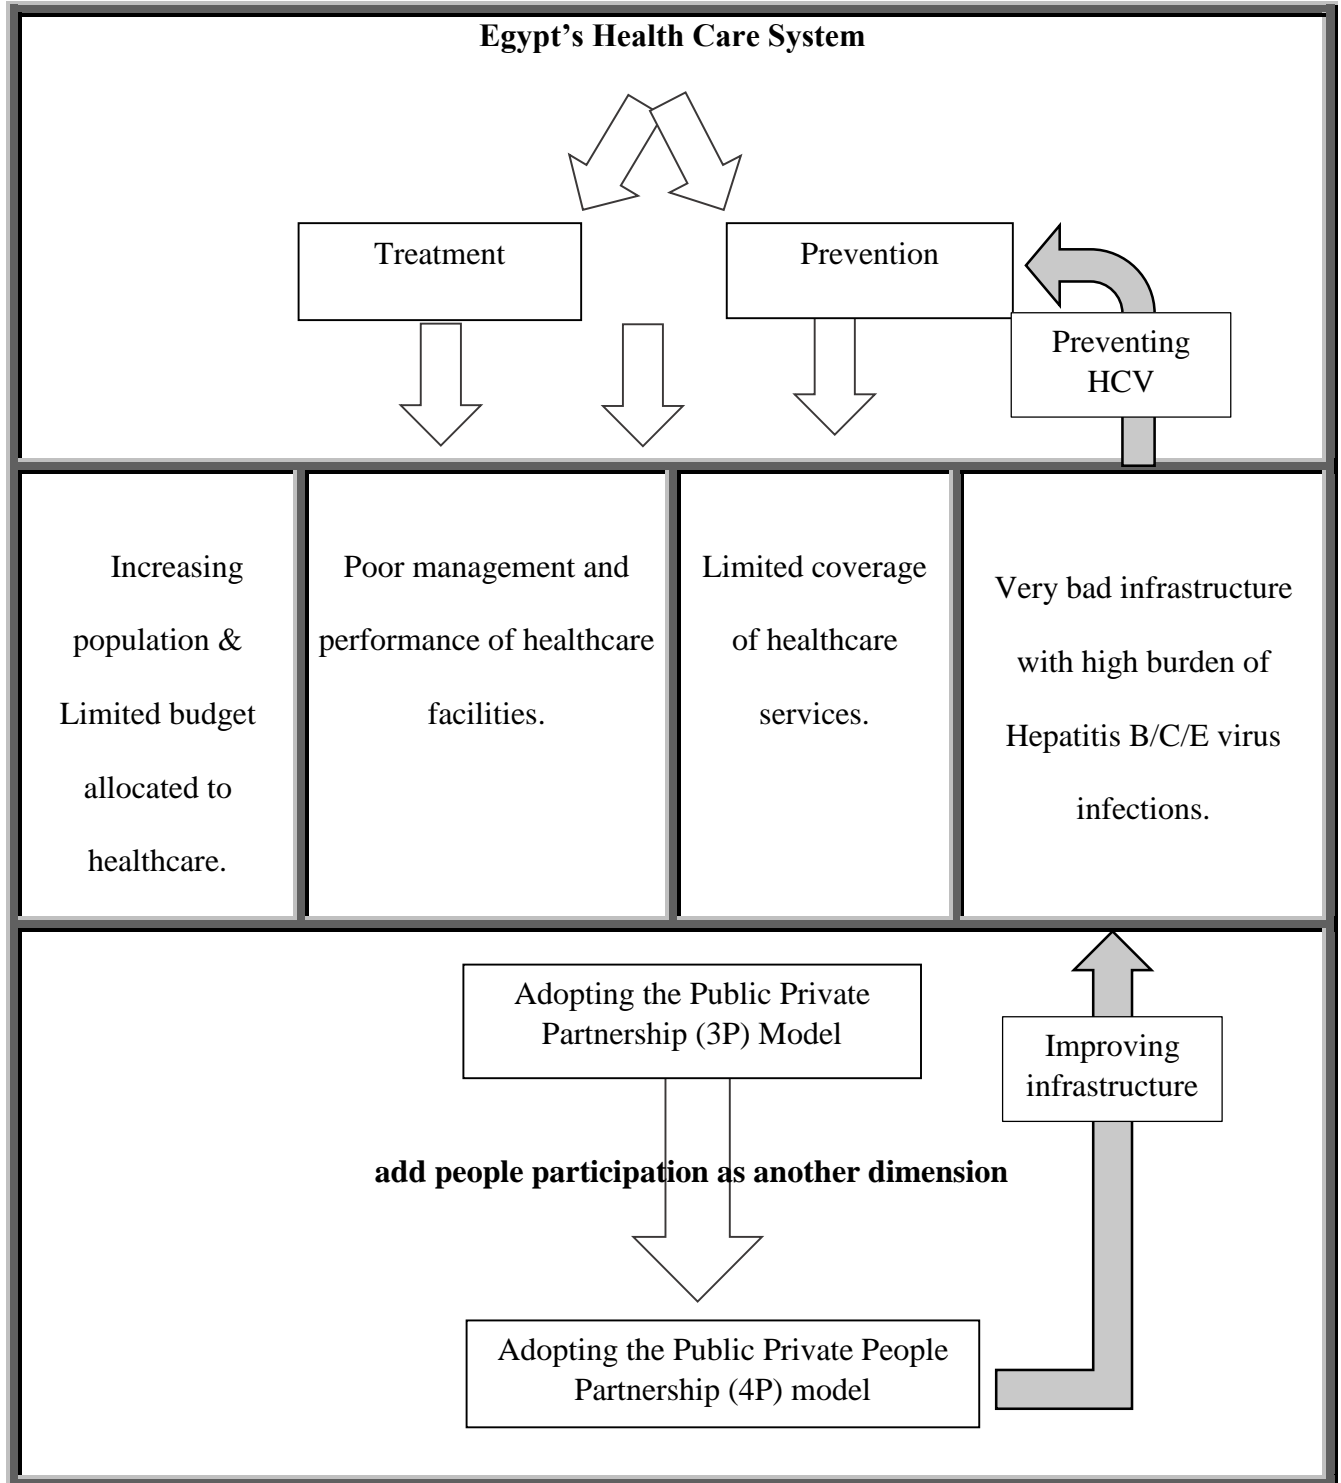 Egypt’s Health Care System
Treatment
Prevention
Preventing
HCV
Increasing
population &
Limited budget
allocated to
healthcare.
Poor management and
performance of healthcare
facilities.
Limited coverage
of healthcare
services.
Very bad infrastructure
with high burden of
Hepatitis B/C/E virus
infections.
Adopting the Public Private
Partnership (3P) Model
Improving
infrastructure
add people participation as another dimension
Adopting the Public Private People
Partnership (4P) model